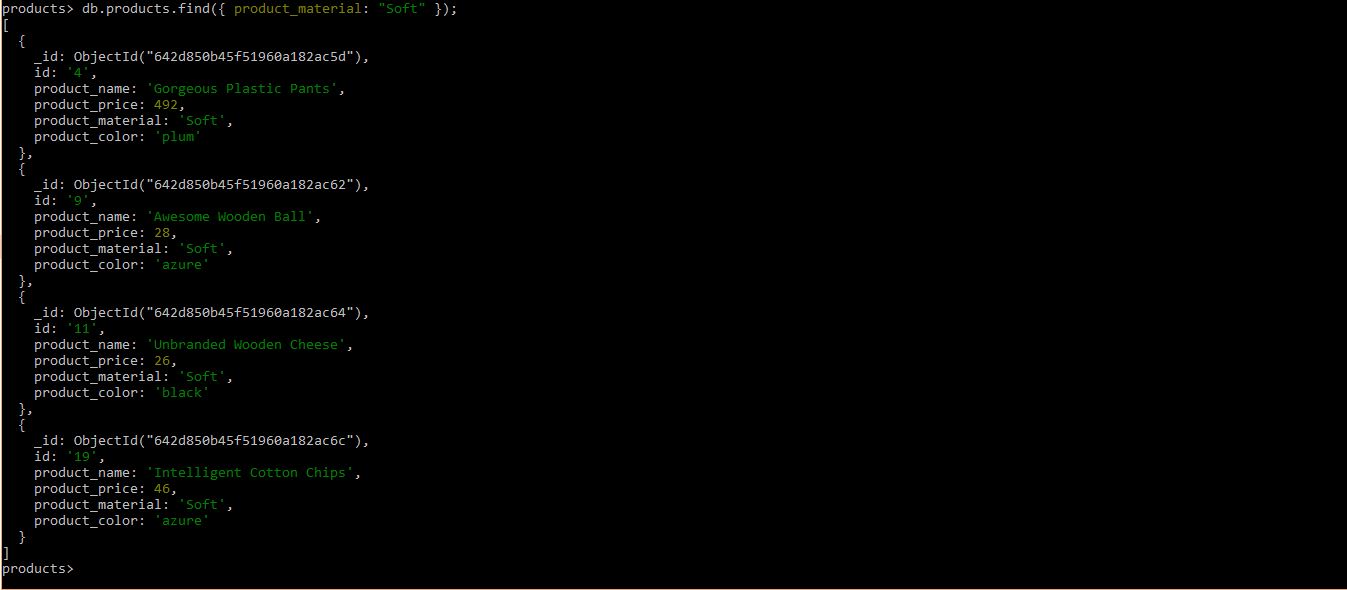 products> db.products.find({ product_material: "Soft" });
[
  {
    _id: ObjectId("642d850b45f51960a182ac5d"),
    id: '4',
    product_name: 'Gorgeous Plastic Pants',
    product_price: 492,
    product_material: 'Soft',
    product_color: 'plum'
  },
  {
    _id: ObjectId("642d850b45f51960a182ac62"),
    id: '9',
    product_name: 'Awesome Wooden Ball',
    product_price: 28,
    product_material: 'Soft',
    product_color: 'azure'
  },
  {
    _id: ObjectId("642d850b45f51960a182ac64"),
    id: '11',
    product_name: 'Unbranded Wooden Cheese',
    product_price: 26,
    product_material: 'Soft',
    product_color: 'black'
  },
  {
    _id: ObjectId("642d850b45f51960a182ac6c"),
    id: '19',
    product_name: 'Intelligent Cotton Chips',
    product_price: 46,
    product_material: 'Soft',
    product_color: 'azure'
  }
]
products>